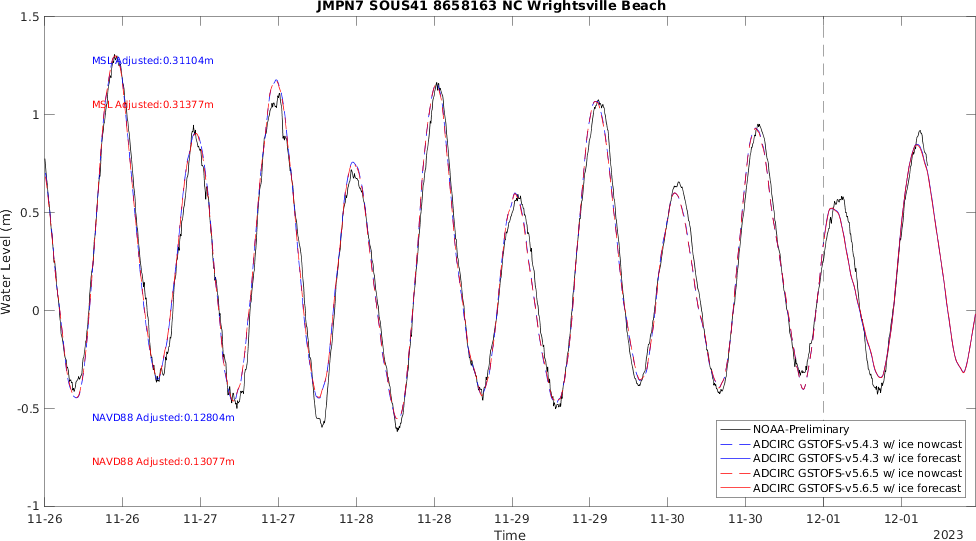 JMPN7 SOUS41 8658163 NC Wrightsville Beach
1.5
1
0.5
0
-0.5
-1
Water Level (m)
MSL Adjusted:0.31104m
MSL Adjusted:0.31377m
NAVD88 Adjusted:0.12804m
NAVD88 Adjusted:0.13077m
NOAA-Preliminary
ADCIRC GSTOFS-v5.4.3 w/ ice nowcast
ADCIRC GSTOFS-v5.4.3 w/ ice forecast
ADCIRC GSTOFS-v5.6.5 w/ ice nowcast
ADCIRC GSTOFS-v5.6.5 w/ ice forecast
11-26 11-26 11-27 11-27 11-28 11-28 11-29 11-29 11-30 11-30 12-01 12-01
Time
2023